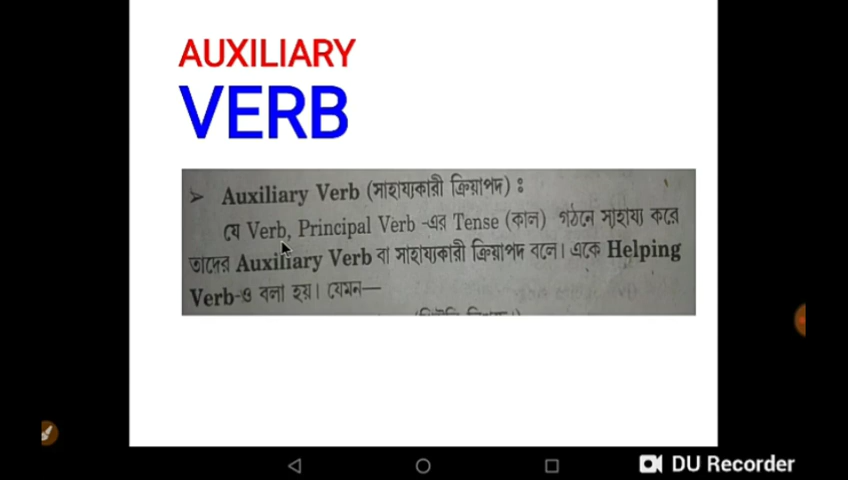 AUXILIARY
VERB
➤ Auxiliary Verb (সাহায্যকারী ক্রিয়াপদ) ঃ
যে Verb, Principal Verb -এর Tense (কাল) গঠনে সাহায্য করে
তাদের Auxiliary Verb বা সাহায্যকারী ক্রিয়াপদ বলে। একে Helping
Verb-ও বলা হয়। যেমন—
DU Recorder